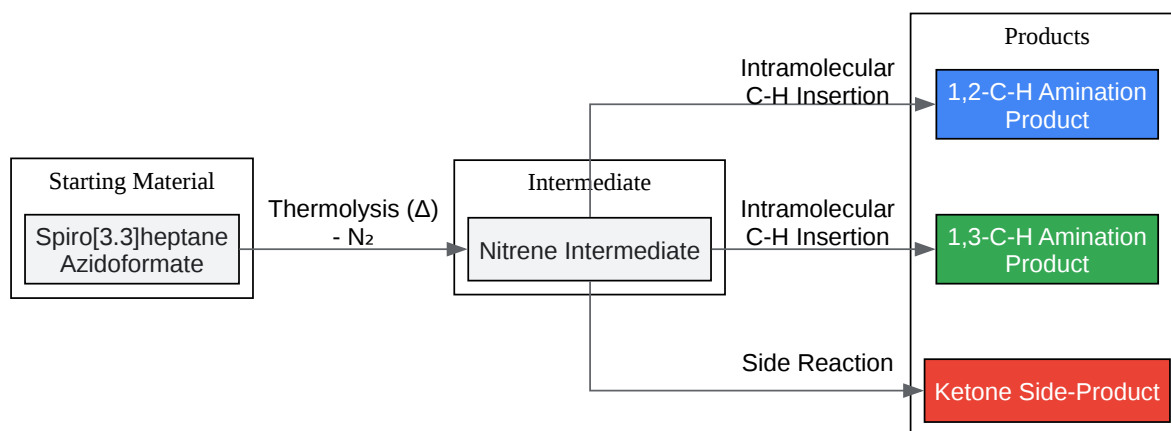 Products
Intramolecular
C-H Insertion
1,2-C-H Amination
Product
Starting Material
Spiro[3.3]heptane
Azidoformate
Thermolysis (Δ)
- N₂
Intermediate
Nitrene Intermediate
Intramolecular
C-H Insertion
1,3-C-H Amination
Product
Side Reaction
Ketone Side-Product